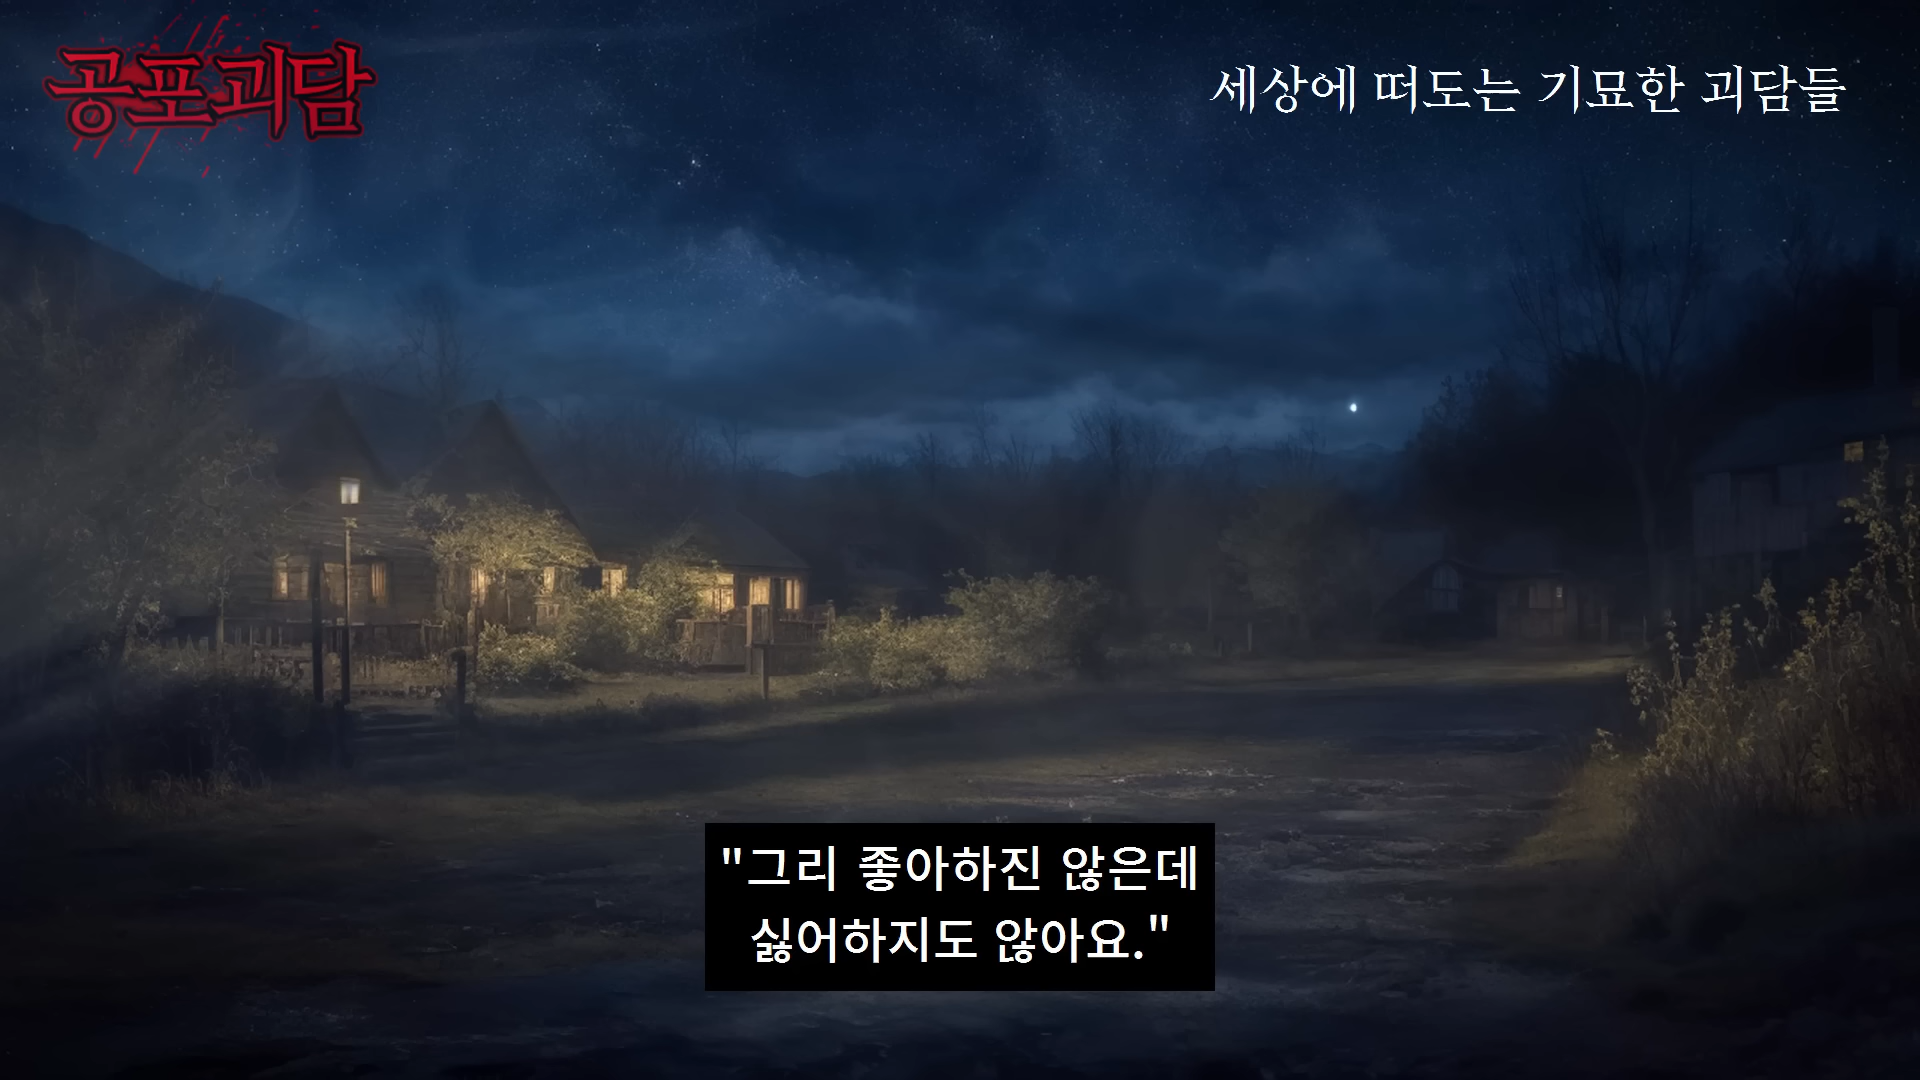 공포괴담
세상에 떠도는 기묘한 괴담들
"그리 좋아하진 않은데
싫어하지도 않아요."